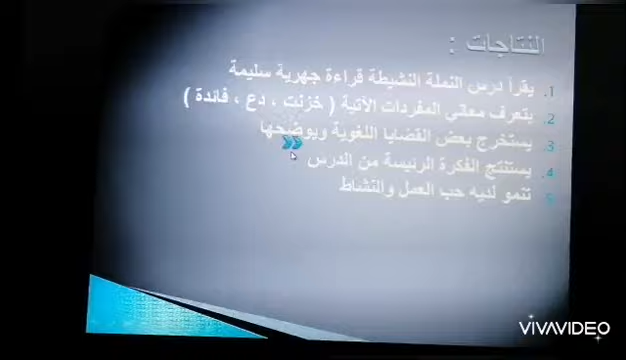 النتاجات :
1. يقرأ درس النملة النشيطة قراءة جهرية سليمة
2. يتعرف معاني المفردات الآتية ( خزنت ، دع ، فائدة )
3. يستخرج بعض القضايا اللغوية ويوضحها
4. يستنتج الفكرة الرئيسة من الدرس
5. تنمو لديه حب العمل والنشاط
VIVAVIDEO